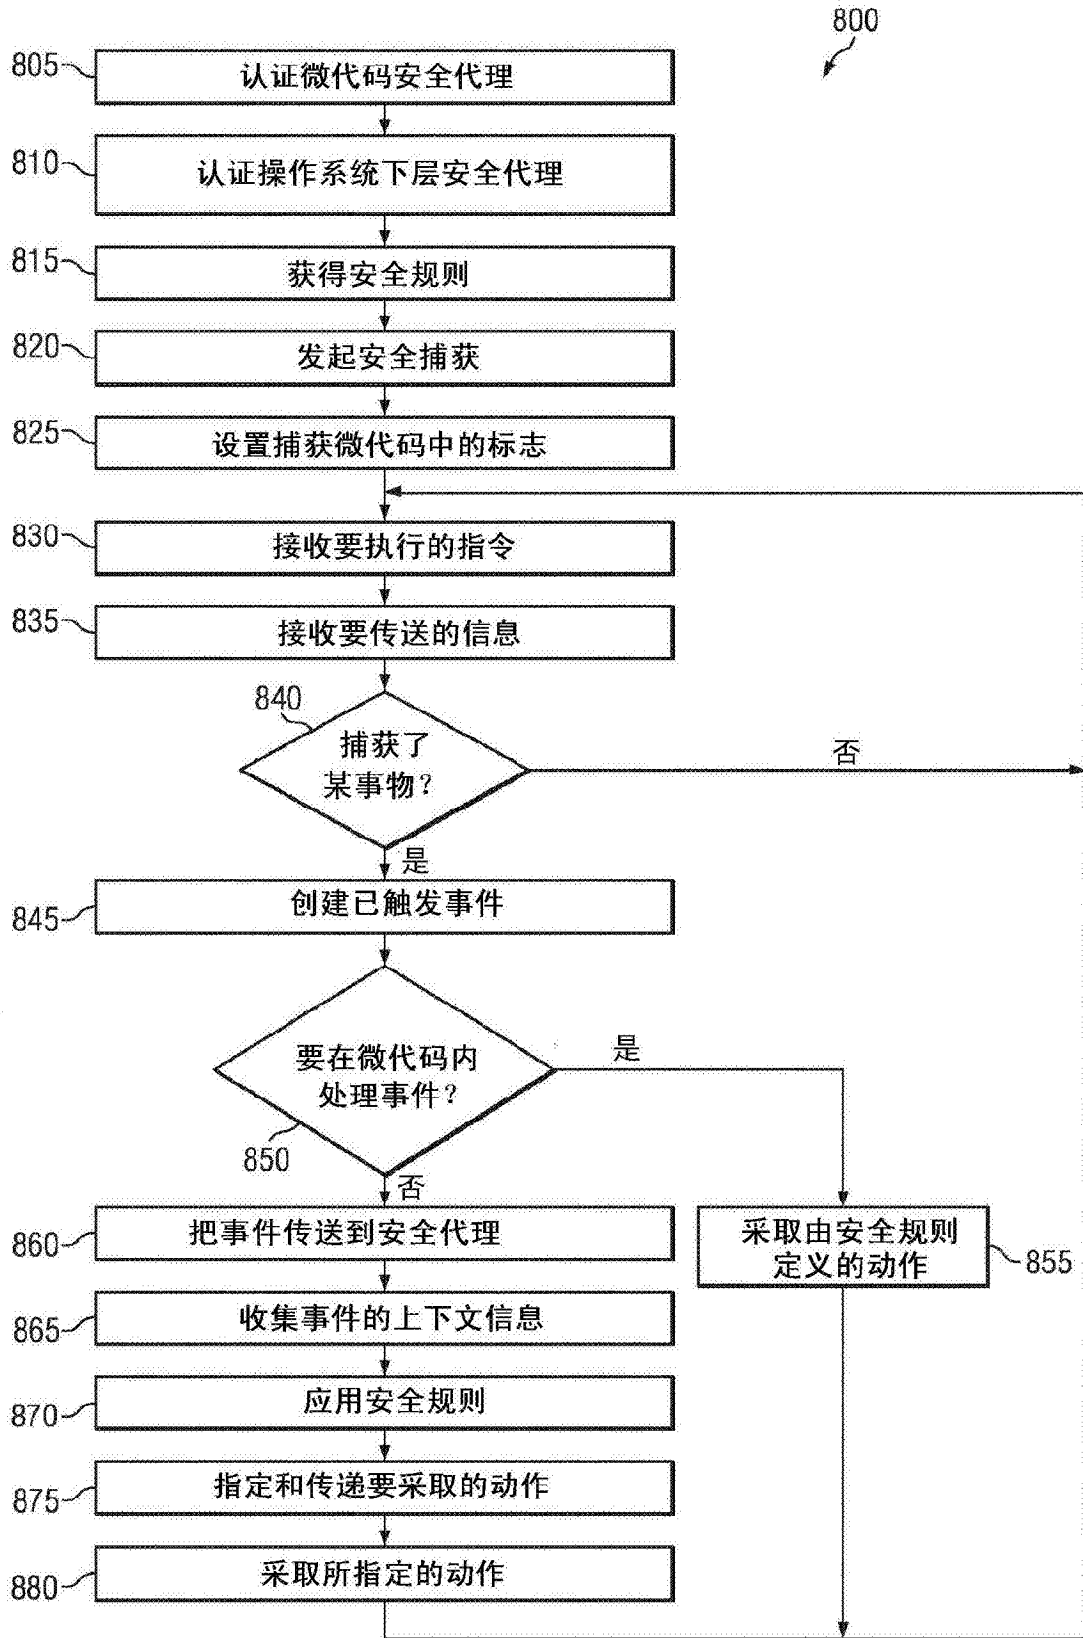 800
805
认证微代码安全代理
810
认证操作系统下层安全代理
815
获得安全规则
820
发起安全捕获
825
设置捕获微代码中的标志
830
接收要执行的指令
835
接收要传送的信息
840
捕获了
某事物?
否
是
845
创建已触发事件
要在微代码内
处理事件?
是
850
否
860
把事件传送到安全代理
采取由安全规则
定义的动作
855
865
收集事件的上下文信息
870
应用安全规则
875
指定和传递要采取的动作
880
采取所指定的动作